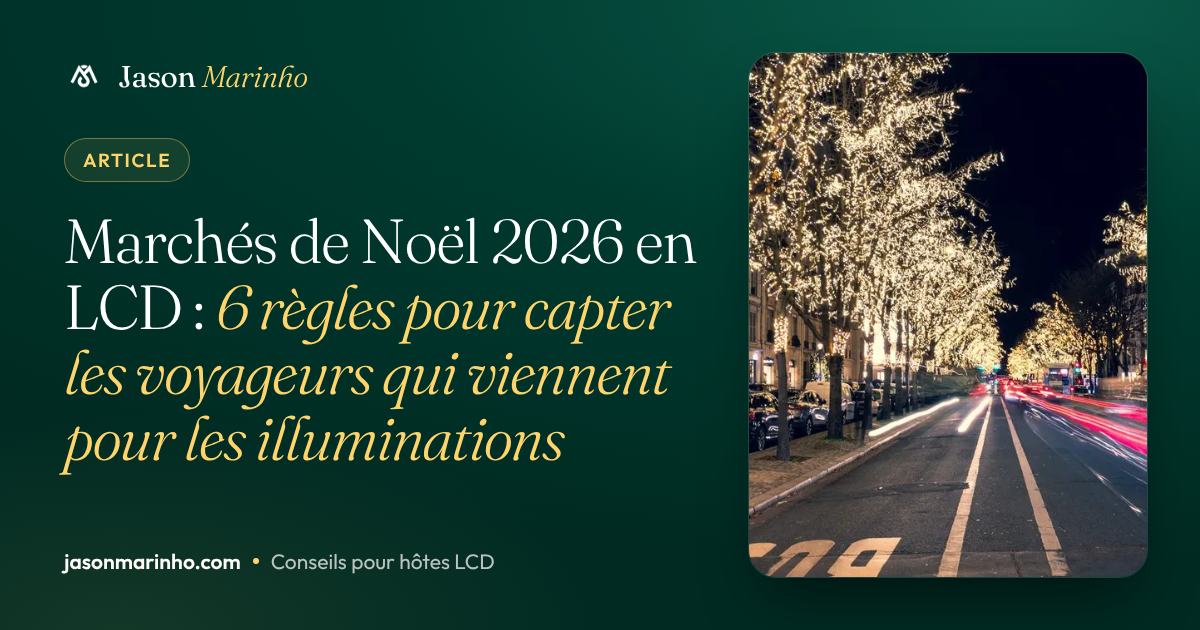 Jason Marinho
ARTICLE
Marchés de Noël 2026 en
LCD : 6 règles pour capter
les voyageurs qui viennent
pour les illuminations
jasonmarinho.com • Conseils pour hôtes LCD
BUS